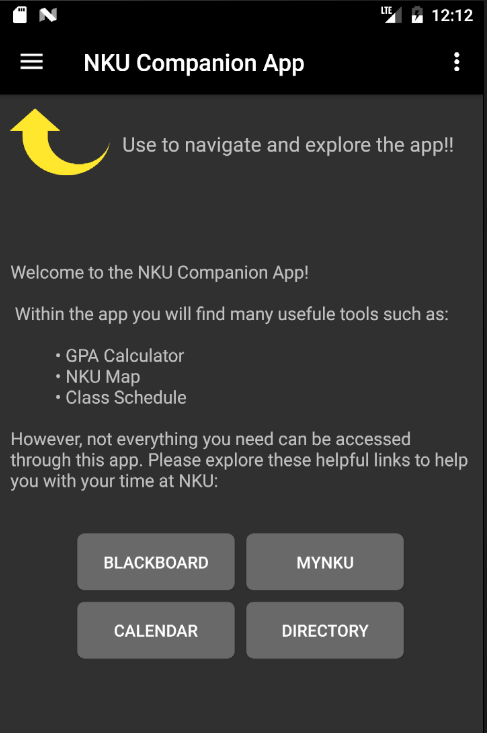 LTE 12:12
NKU Companion App
Use to navigate and explore the app!!
Welcome to the NKU Companion App!
Within the app you will find many usefule tools such as:
• GPA Calculator
• NKU Map
• Class Schedule
However, not everything you need can be accessed
through this app. Please explore these helpful links to help
you with your time at NKU:
BLACKBOARD MYNKU
CALENDAR DIRECTORY